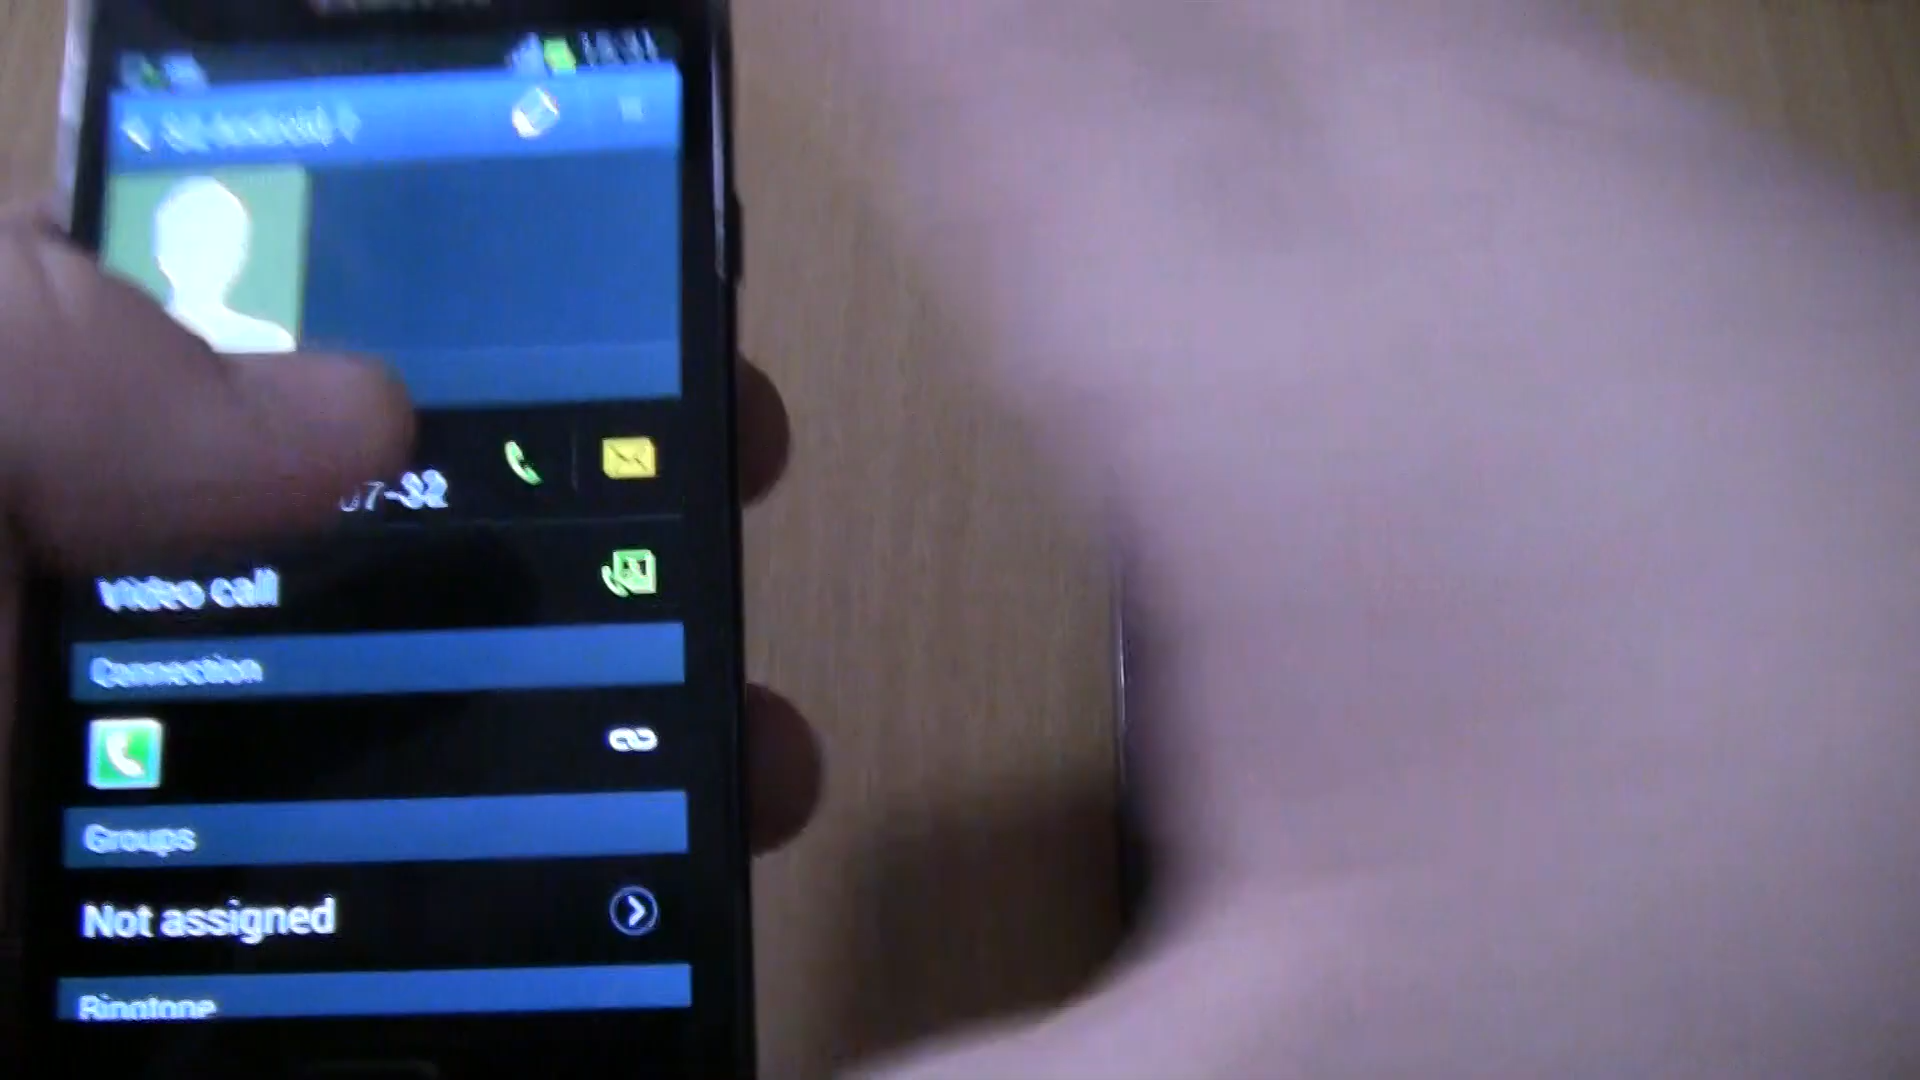 07-32
Video call
Connection
Groups
Not assigned
Ringtone